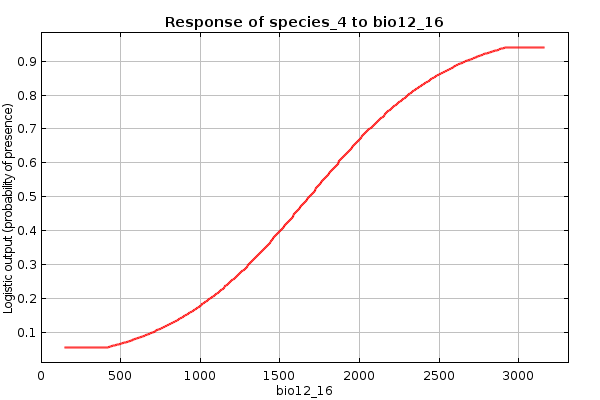 Response of species_4 to bio12_16
Logistic output (probability of presence)
0.9
0.8
0.7
0.6
0.5
0.4
0.3
0.2
0.1
0 500 1000 1500 2000 2500 3000
bio12_16